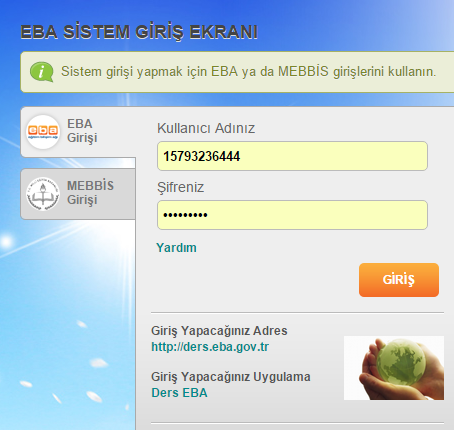 EBA SİSTEM GİRİŞ EKRANI
Sistem girişi yapmak için EBA ya da MEBBİS girişlerini kullanın.
eba
EBA
Girişi
MEBBİS
Girişi
Kullanıcı Adınız
15793236444
Şifreniz
•••••••••
Yardım
GİRİŞ
Giriş Yapacağınız Adres
http://ders.eba.gov.tr
Giriş Yapacağınız Uygulama
Ders EBA